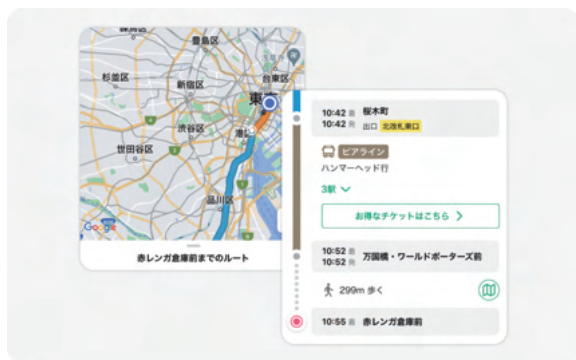 豊島区
台東区
杉並区
新宿区
渋谷区
世田谷区
品川区
Google
赤レンガ倉庫前までのルート
10:42 着 桜木町
10:42 発 出口 北改札東口
ピアライン
ハンマーヘッド行
3駅
お得なチケットはこちら
10:52 着 万国橋・ワールドポーターズ前
10:52 発
299m 歩く
10:55 着 赤レンガ倉庫前